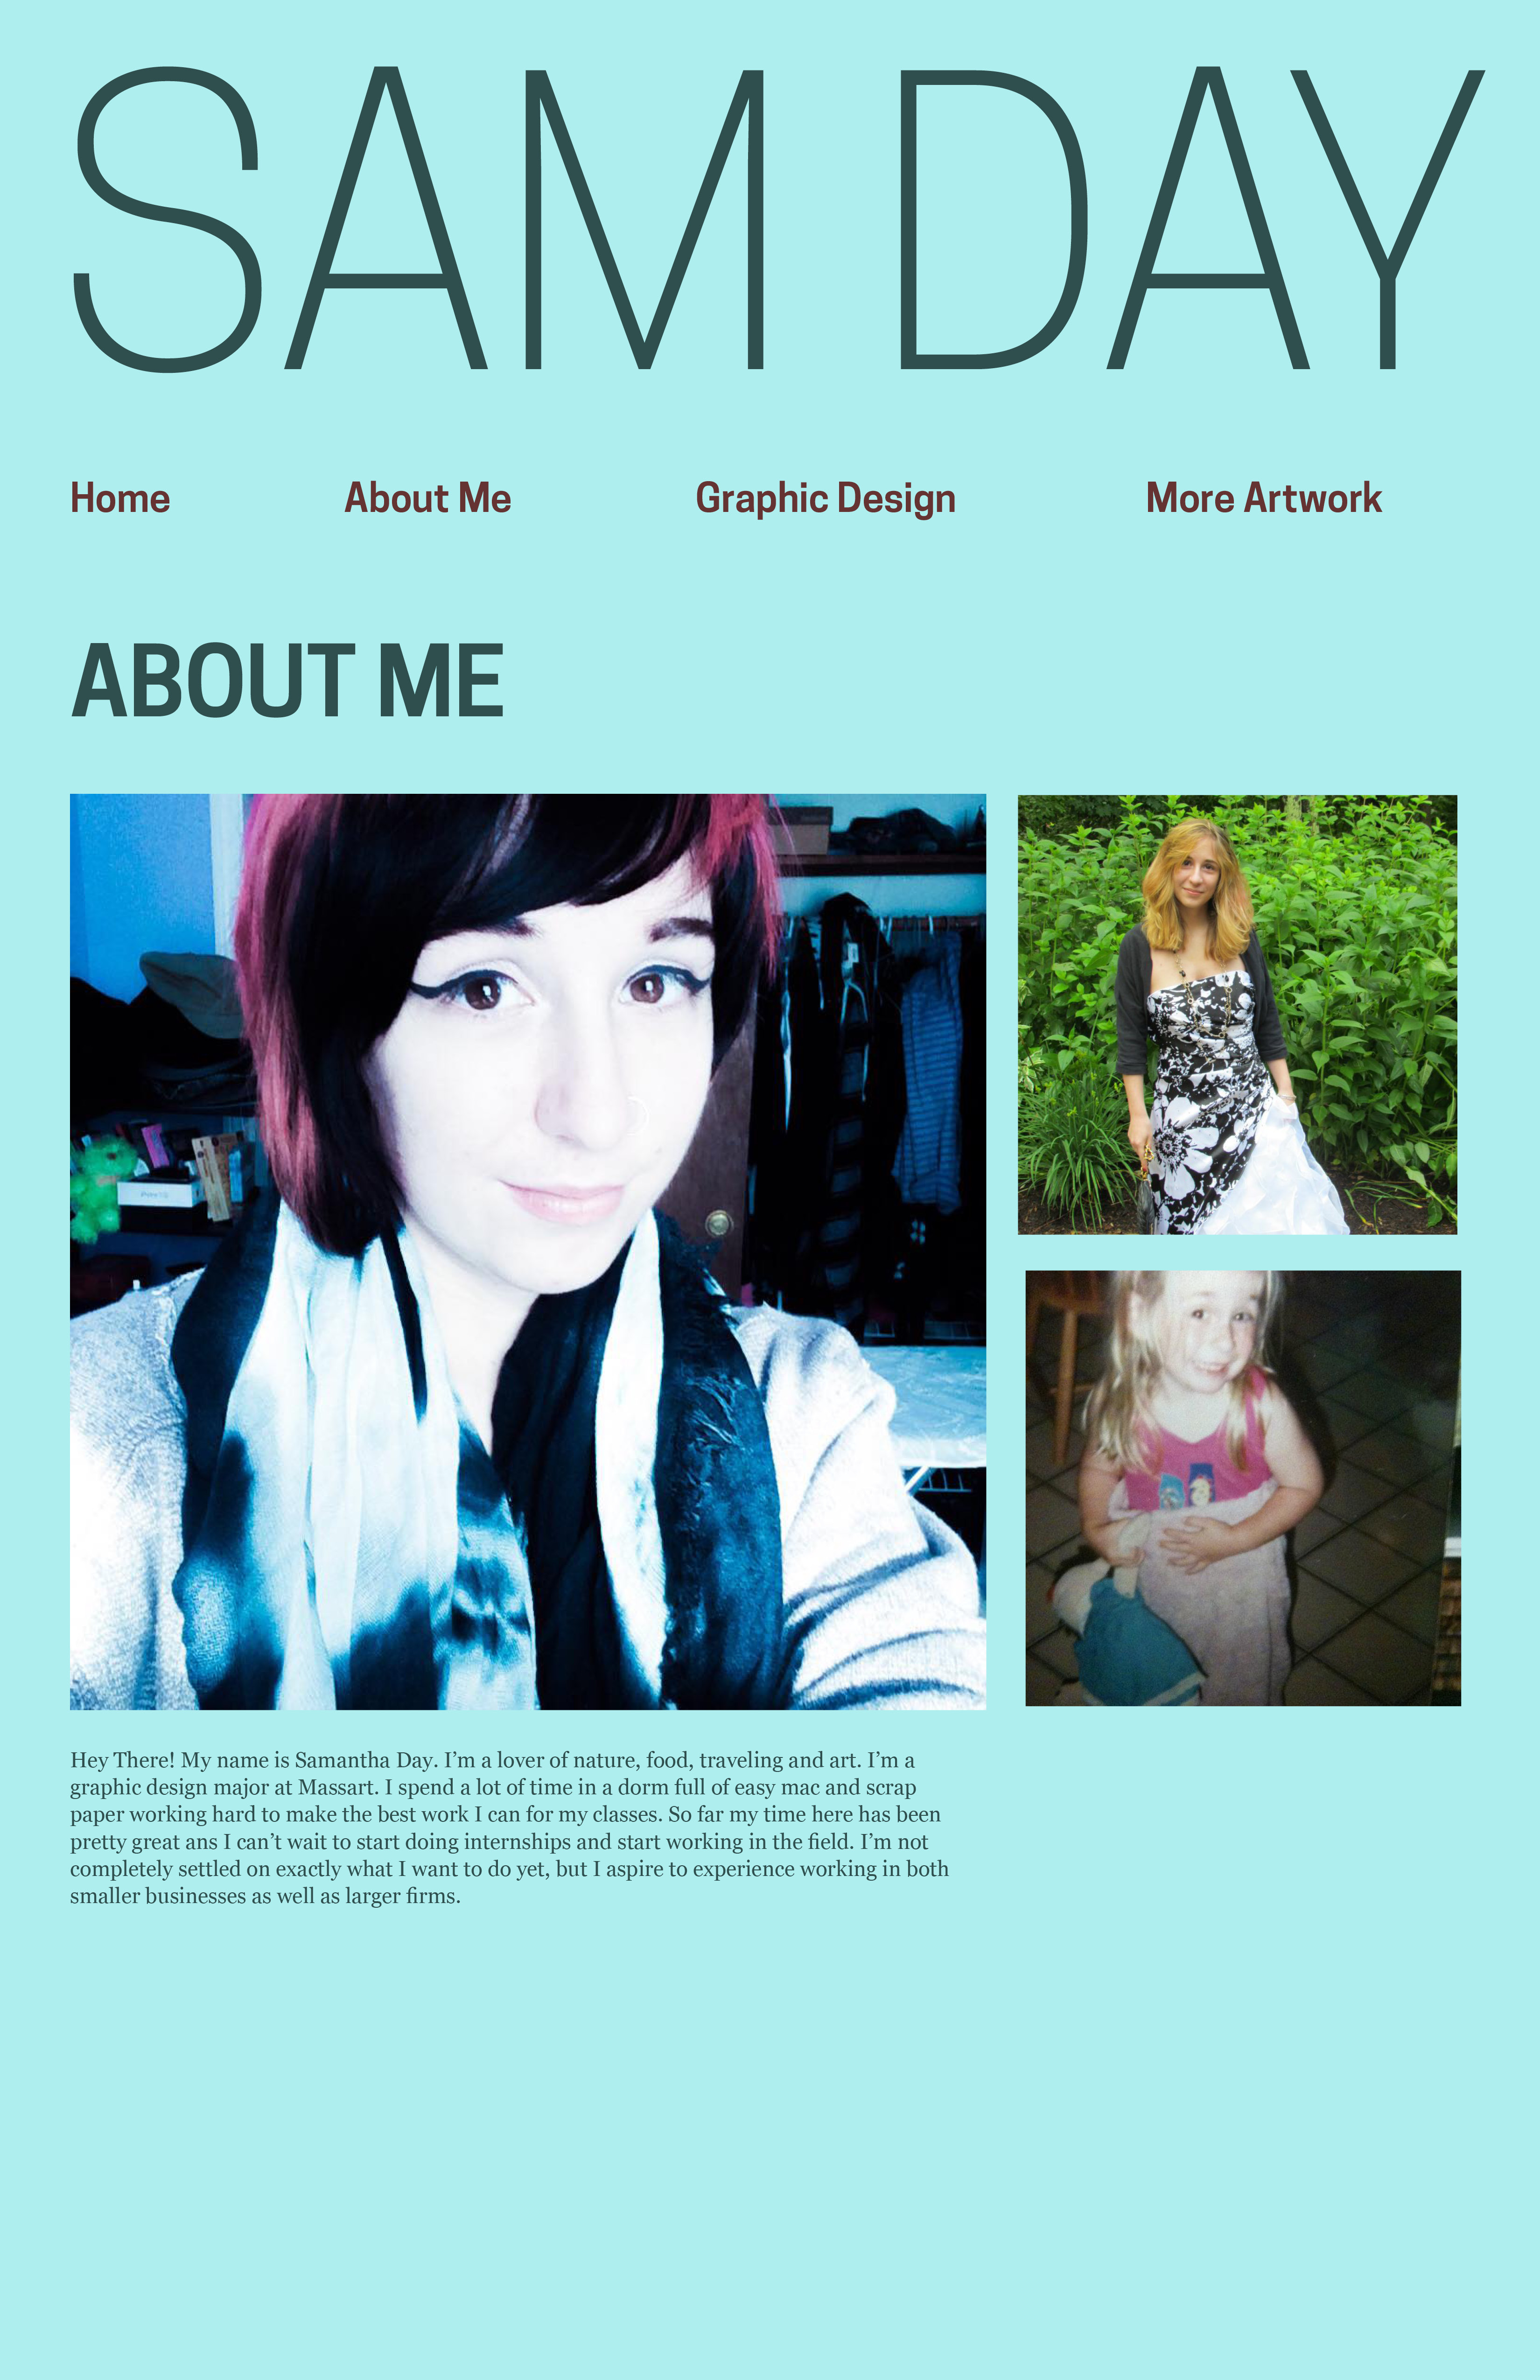 SAM DAY
Home About Me Graphic Design More Artwork
ABOUT ME
Hey There! My name is Samantha Day. I’m a lover of nature, food, traveling and art. I’m a
graphic design major at Massart. I spend a lot of time in a dorm full of easy mac and scrap
paper working hard to make the best work I can for my classes. So far my time here has been
pretty great ans I can’t wait to start doing internships and start working in the field. I’m not
completely settled on exactly what I want to do yet, but I aspire to experience working in both
smaller businesses as well as larger firms.